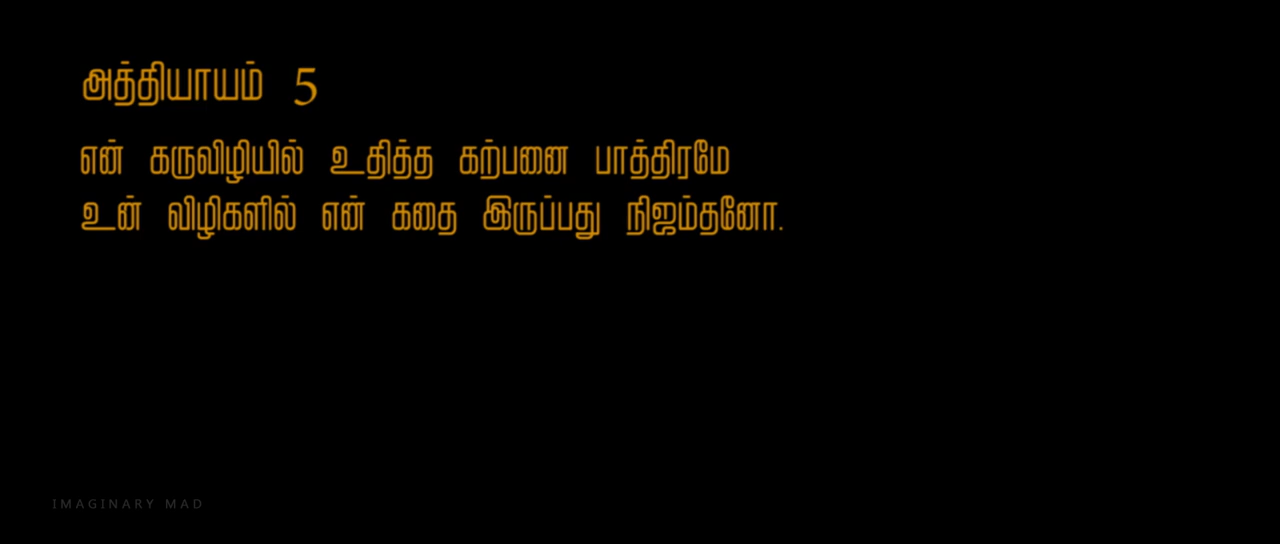 அத்தியாயம் 5
என் கருவிழியில் உதித்த கற்பனை பாத்திரமே
உன் விழிகளில் என் கதை இருப்பது நிஜம்தனோ.
IMAGINARY MAD